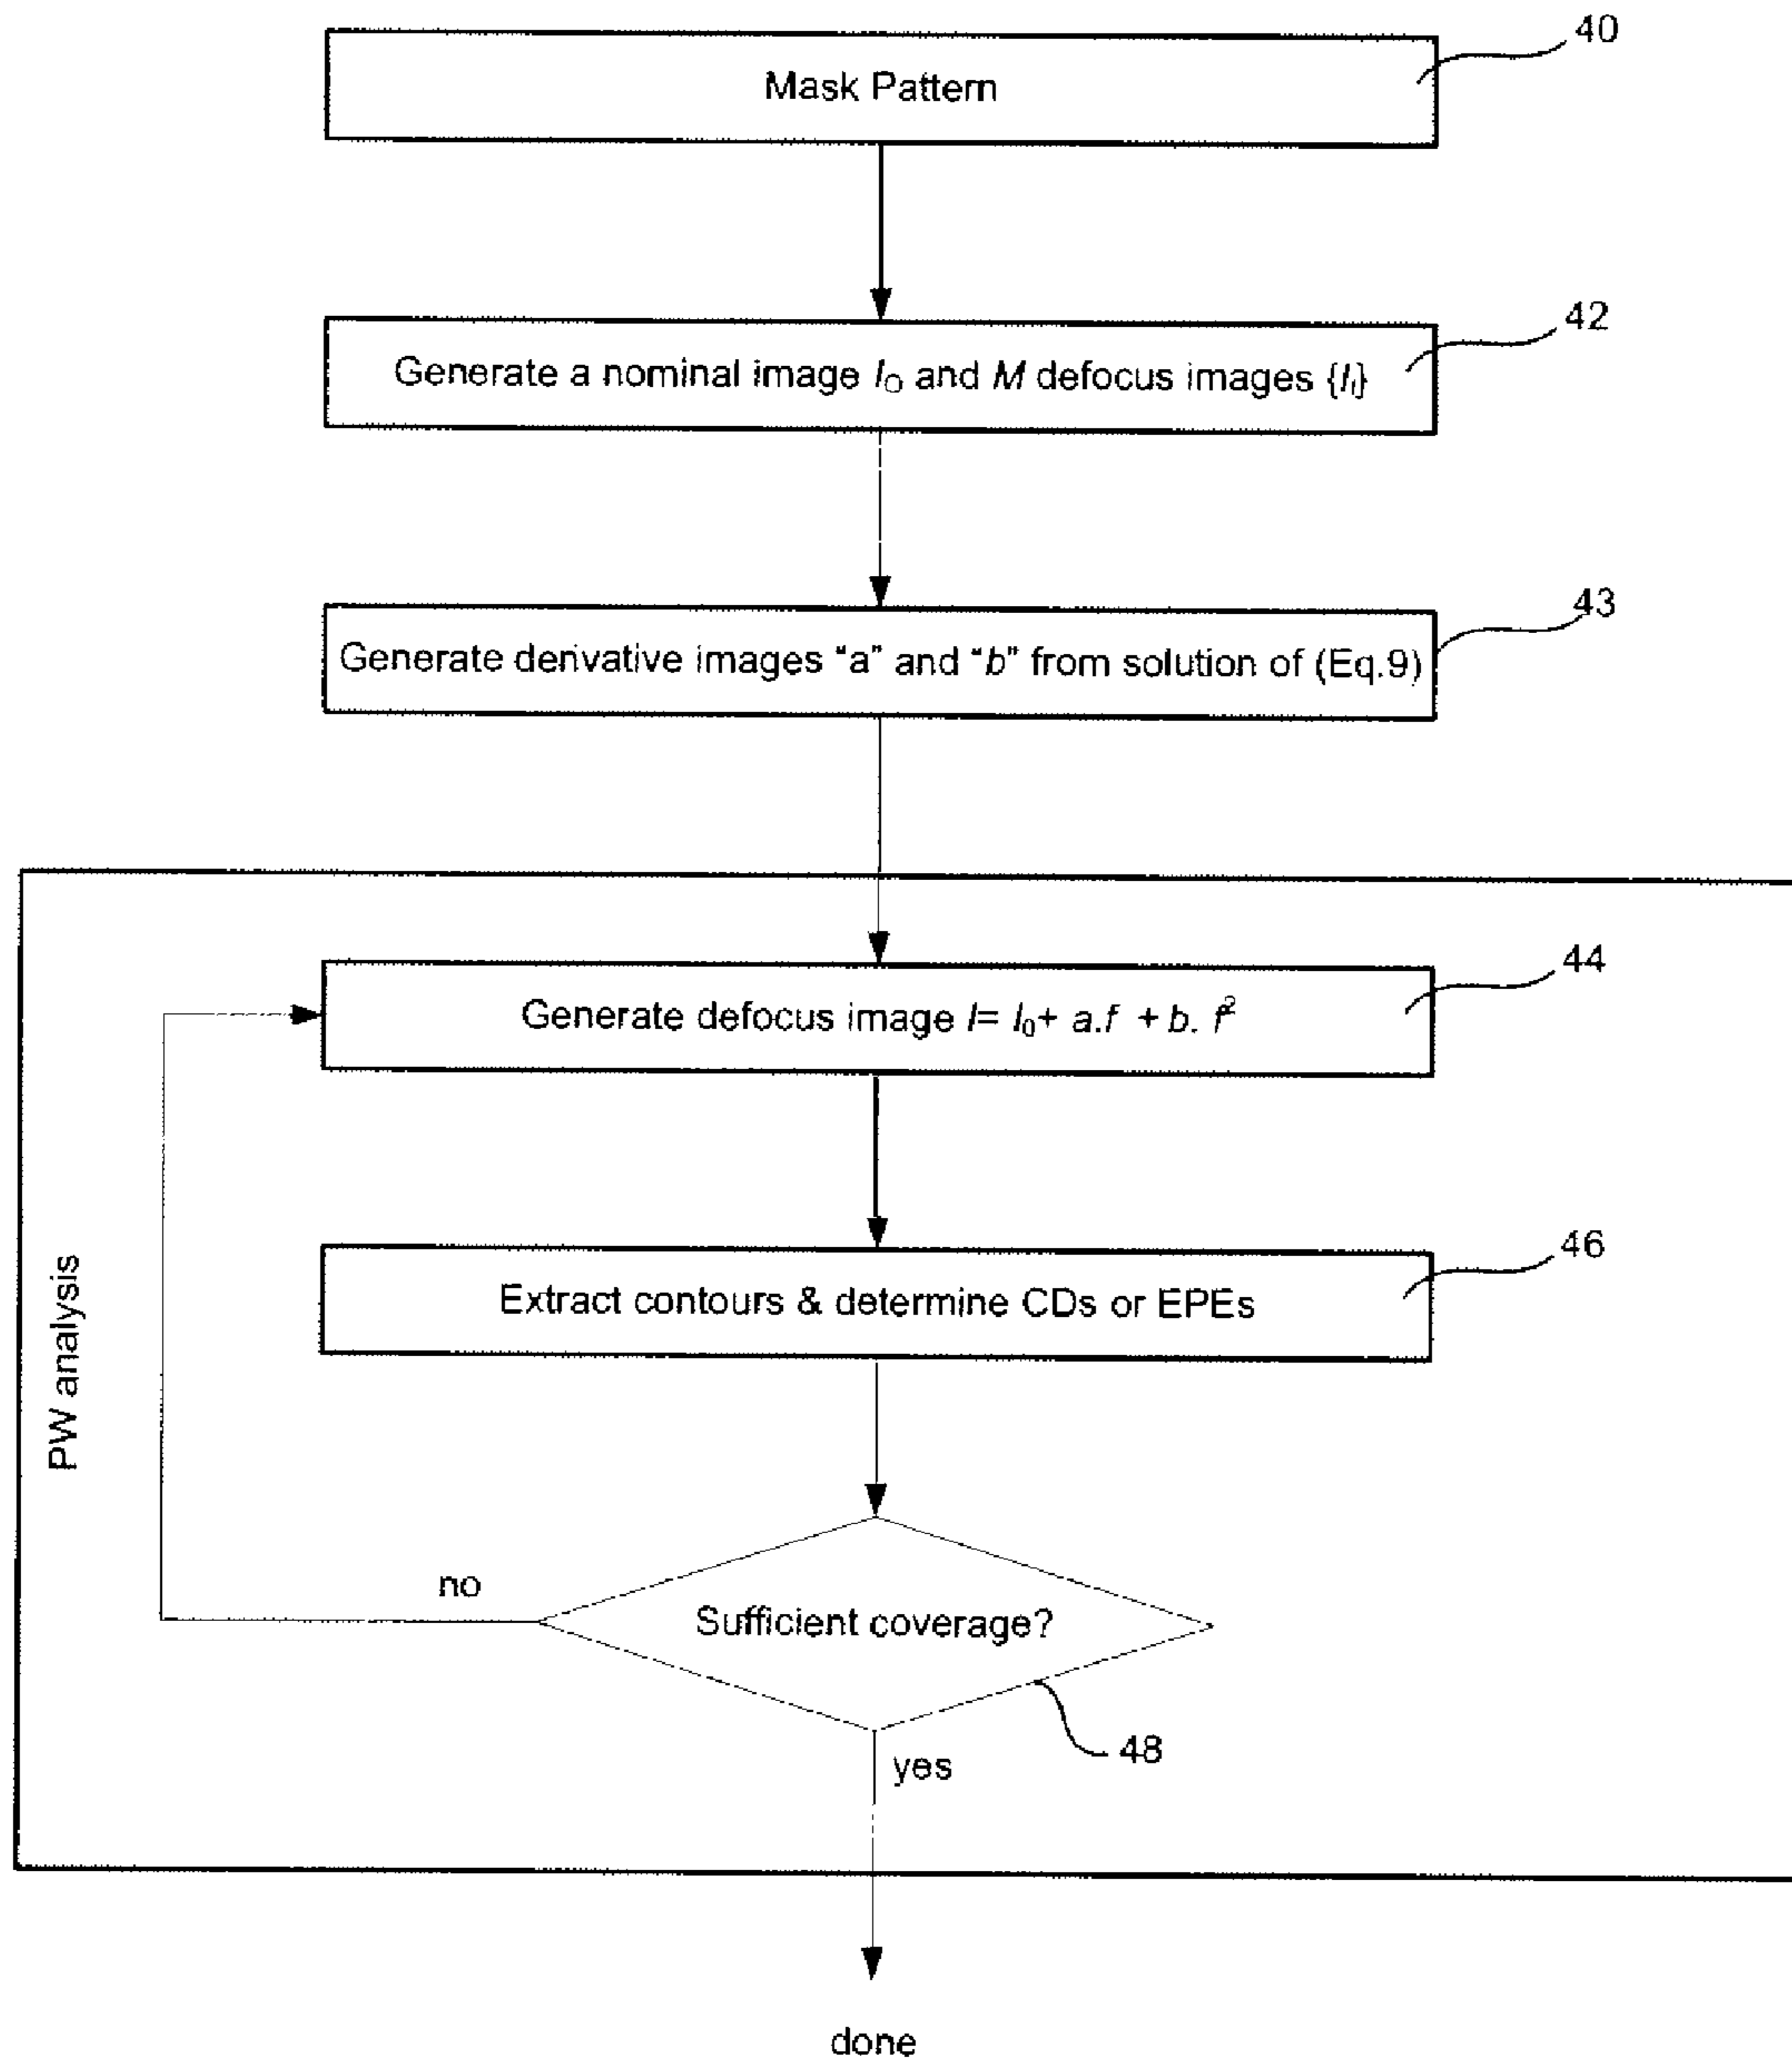 Mask Pattern
40
Generate a nominal image I₀ and M defocus images {Iᵢ}
42
Generate derivative images "a" and "b" from solution of (Eq.9)
43
PW analysis
Generate defocus image I= I₀+ a.f + b. f²
44
Extract contours & determine CDs or EPEs
46
no
Sufficient coverage?
48
yes
done